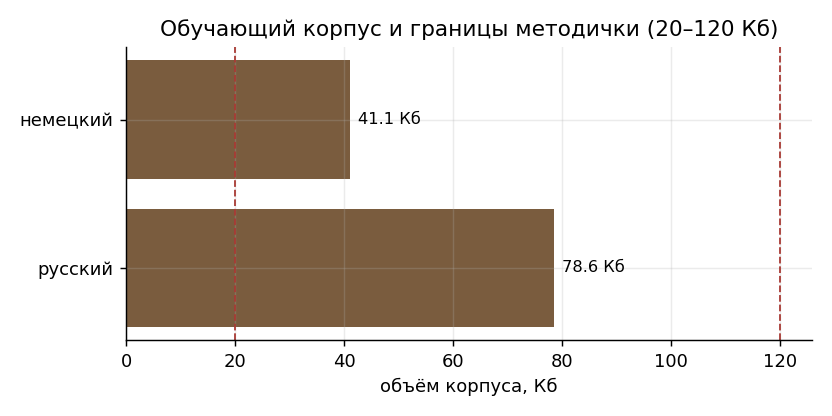 Обучающий корпус и границы методички (20–120 Кб)
немецкий
41.1 Кб
русский
78.6 Кб
0 20 40 60 80 100 120
объём корпуса, Кб